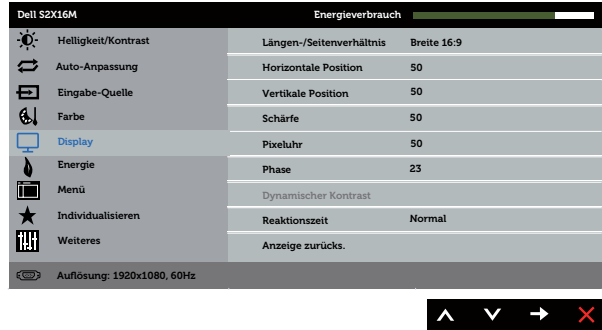 Dell S2X16M Energieverbrauch
Helligkeit/Kontrast
Auto-Anpassung
Eingabe-Quelle
Farbe
Display
Energie
Menü
Individualisieren
Weiteres
Längen-/Seitenverhältnis Breite 16:9
Horizontale Position 50
Vertikale Position 50
Schärfe 50
Pixeluhr 50
Phase 23
Dynamischer Kontrast
Reaktionszeit Normal
Anzeige zurücks.
Auflösung: 1920x1080, 60Hz